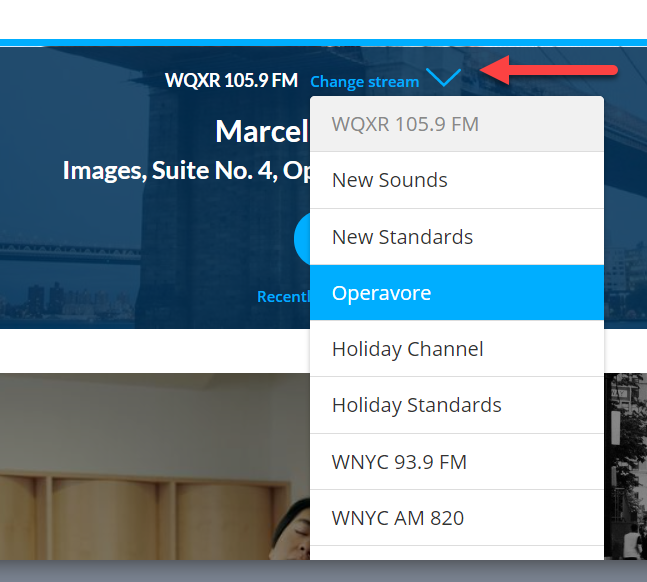 WQXR 105.9 FM Change stream
Marcel
Images, Suite No. 4, Op
Recent
WQXR 105.9 FM
New Sounds
New Standards
Operavore
Holiday Channel
Holiday Standards
WNYC 93.9 FM
WNYC AM 820